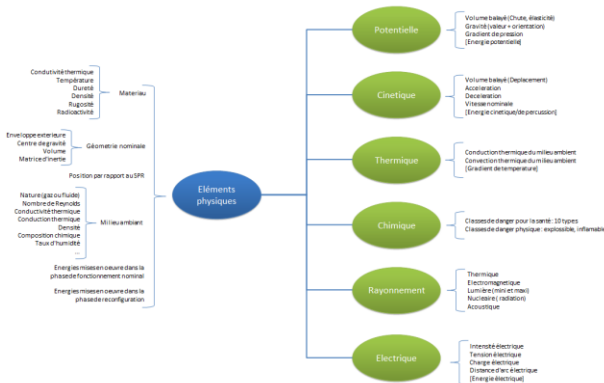 Condutivité thermique
Température
Dureté
Densité
Rugosité
Radioactivité
Materiau
Enveloppe exterieure
Centre de gravité
Volume
Matrice d'Inertie
Géometrie nominale
Position par rapport au SPR
Nature (gaz ou fluide)
Nombre de Reynolds
Conductivité thermique
Conduction thermique
Densité
Composition chimique
Taux d'humidité
...
Milieu ambiant
Energies mises en oeuvre dans la
phase de fonctionnement nominal
Energies mises en oeuvre dans la
phase de reconfiguration
Eléments
physiques
Potentielle
Volume balayé (Chute, élasticité)
Gravité (valeur + orientation)
Gradient de pression
[Energie potentielle]
Cinetique
Volume balayé (Deplacement)
Acceleration
Deceleration
Vitesse nominale
[Energie cinetique/de percussion]
Thermique
Conduction thermique du milieu ambient
Convection thermique du milieu ambient
[Gradient de temperature]
Chimique
Classes de danger pour la santé : 10 types
Classes de danger physique : explosible, inflamable
Rayonnement
Thermique
Electromagnetique
Lumière (mini et maxi)
Nucleaire ( radiation)
Acoustique
Electrique
Intensité électrique
Tension électrique
Charge électrique
Distance d'arc électrique
[Energie électrique]